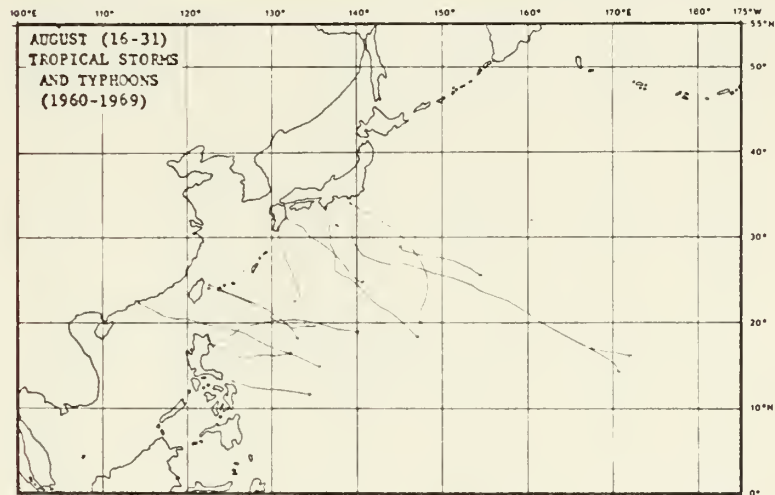 100°E 110° 120° 130° 140° 150° 160° 170°E 175°W
55°N
AUGUST (16-31)
TROPICAL STORMS
AND TYPHOONS
(1960-1969)
50°
40°
30°
20°
10°N
0°